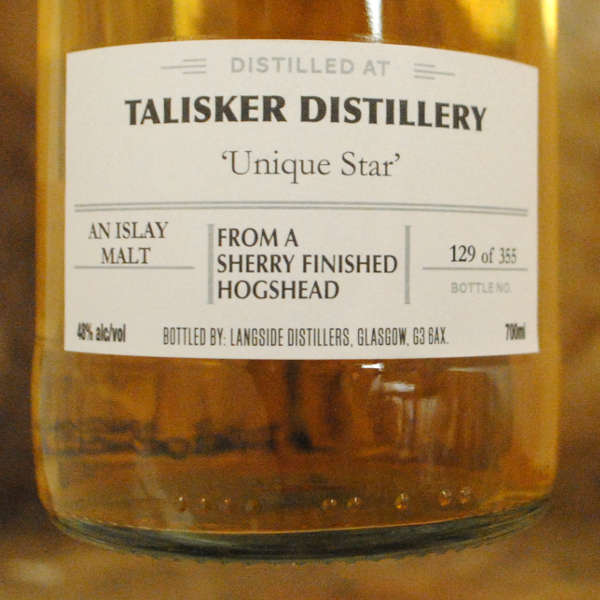 DISTILLED AT
TALISKER DISTILLERY
‘Unique Star’
AN ISLAY
MALT
FROM A
SHERRY FINISHED
HOGSHEAD
129 of 355
BOTTLE NO.
48% alc/vol
BOTTLED BY: LANGSIDE DISTILLERS, GLASGOW, G3 6AX.
700ml